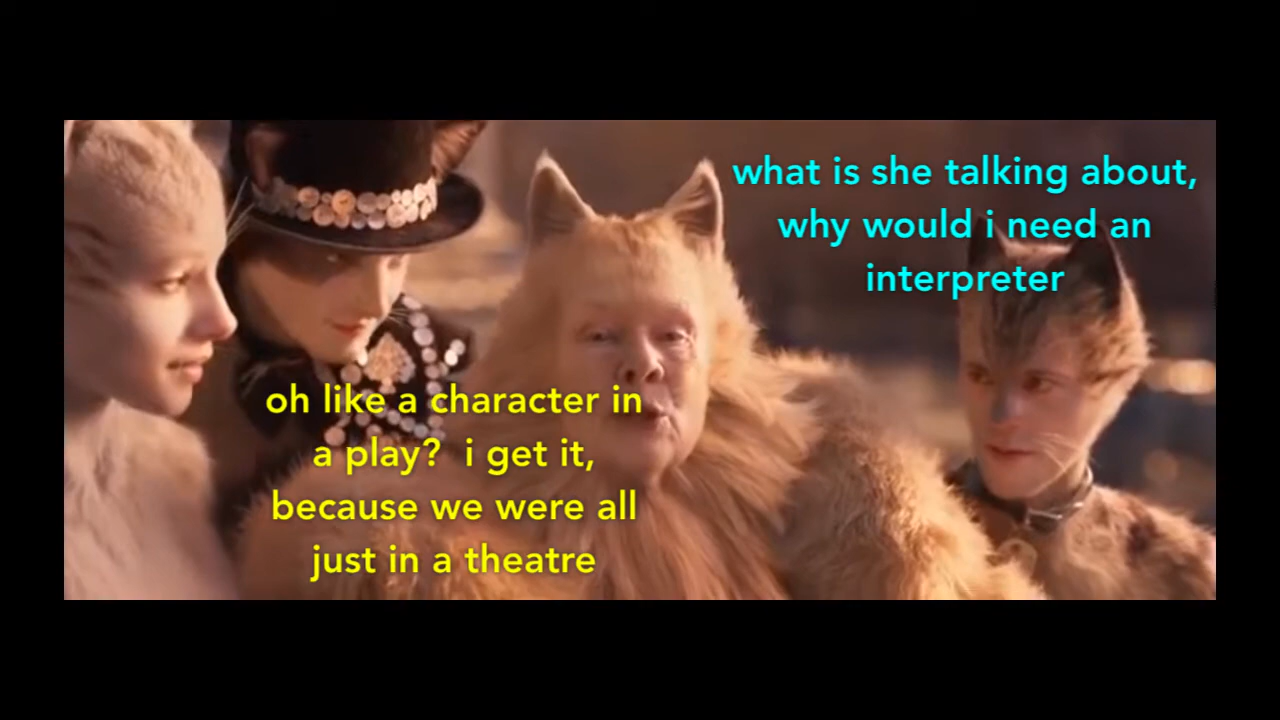 what is she talking about,
why would i need an
interpreter
oh like a character in
a play?  i get it,
because we were all
just in a theatre